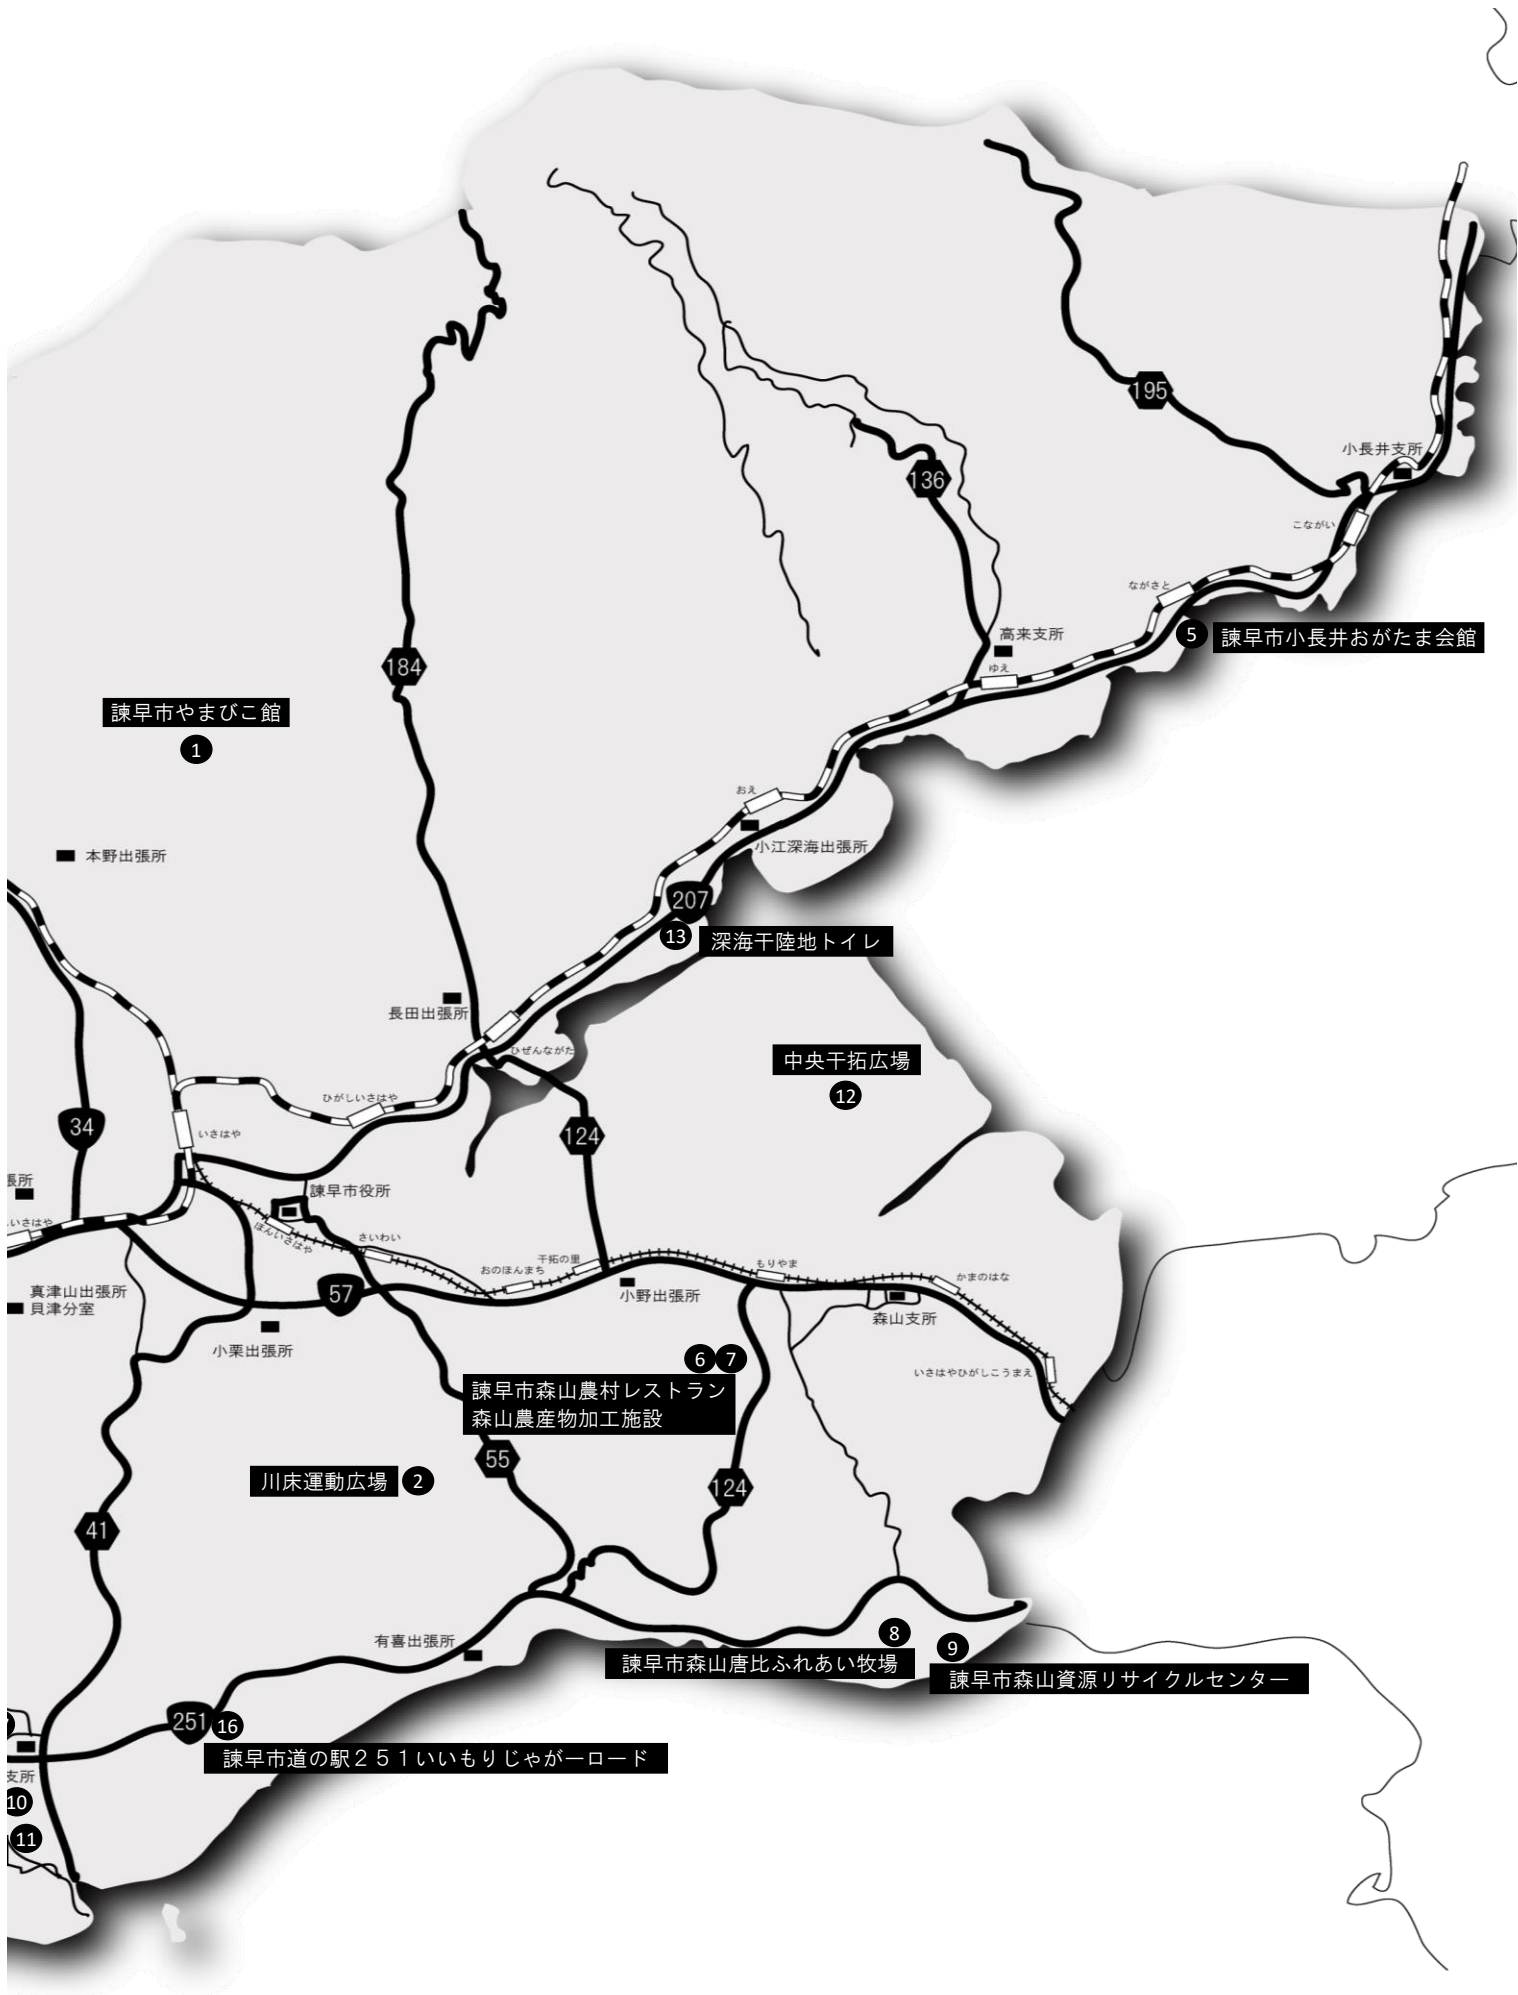 195
小長井支所
136
こながい
ながさと
高来支所
5 諫早市小長井おがたま会館
184
ゆえ
諫早市やまびこ館
1
おえ
本野出張所
小江深海出張所
207
13 深海干陸地トイレ
長田出張所
ひぜんながた
中央干拓広場
12
ひがしいさはや
34
いさはや
124
張所
諫早市役所
しいさはや
ほんいさはや
さいわい
おのほんまち
干拓の里
もりやま
かまのはな
真津山出張所
貝津分室
57
小野出張所
森山支所
小栗出張所
6 7
いさはやひがしこうまえ
諫早市森山農村レストラン
森山農産物加工施設
55
川床運動広場 2
124
41
有喜出張所
8
諫早市森山唐比ふれあい牧場
9
諫早市森山資源リサイクルセンター
251 16
諫早市道の駅２５１いいもりじゃがーロード
支所
10
11